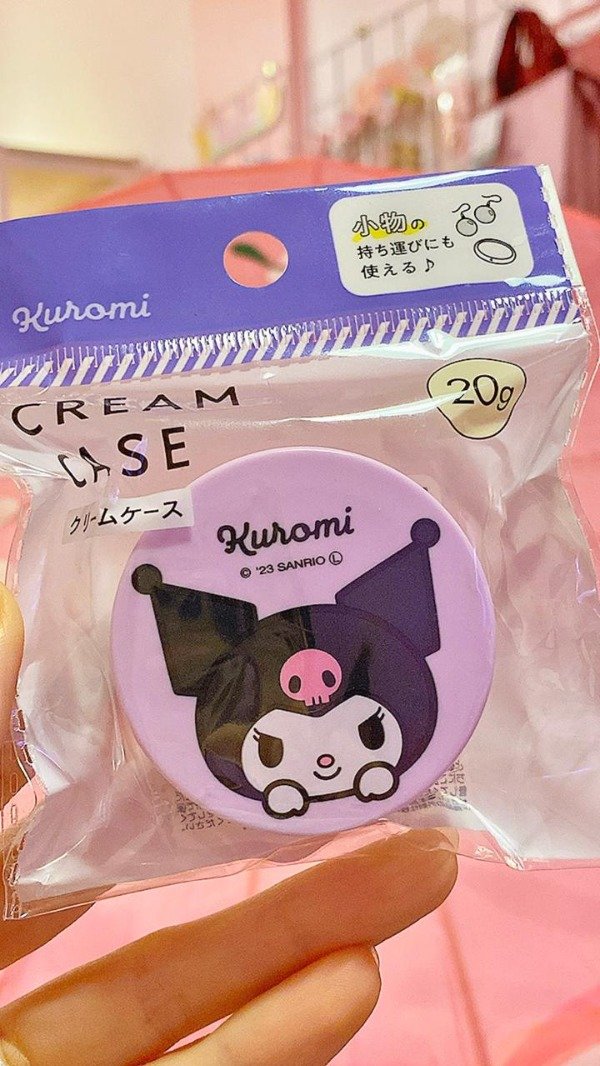 小物の
持ち運びにも
使える♪
Kuromi
CREAM
CASE
クリームケース
20g
Kuromi
© '23 SANRIO Ⓛ